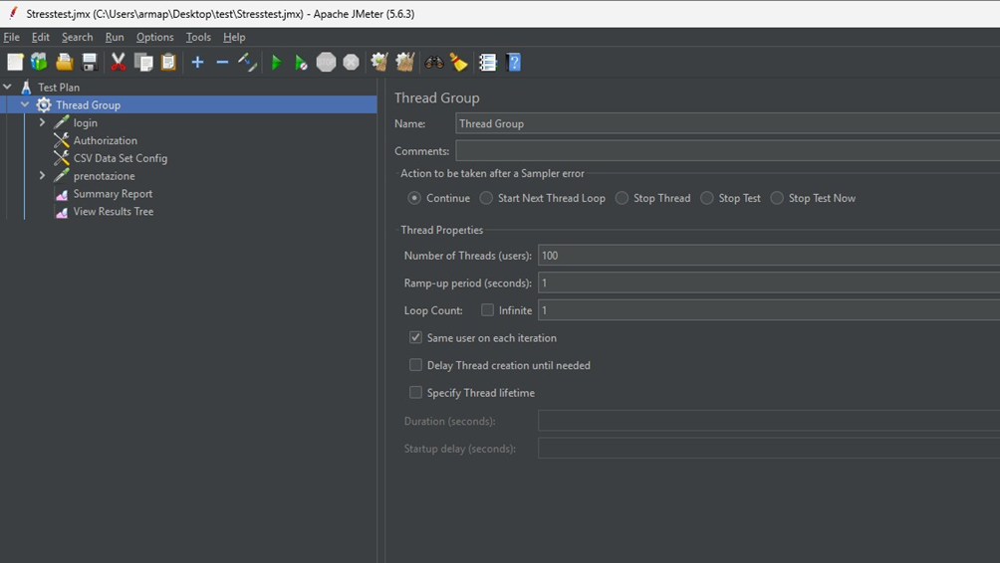 Stresstest.jmx (C:\Users\armap\Desktop\test\Stresstest.jmx) - Apache JMeter (5.6.3)
File Edit Search Run Options Tools Help
Test Plan
Thread Group
login
Authorization
CSV Data Set Config
prenotazione
Summary Report
View Results Tree
Thread Group
Name: Thread Group
Comments:
Action to be taken after a Sampler error
Continue Start Next Thread Loop Stop Thread Stop Test Stop Test Now
Thread Properties
Number of Threads (users): 100
Ramp-up period (seconds): 1
Loop Count: Infinite 1
Same user on each iteration
Delay Thread creation until needed
Specify Thread lifetime
Duration (seconds):
Startup delay (seconds):